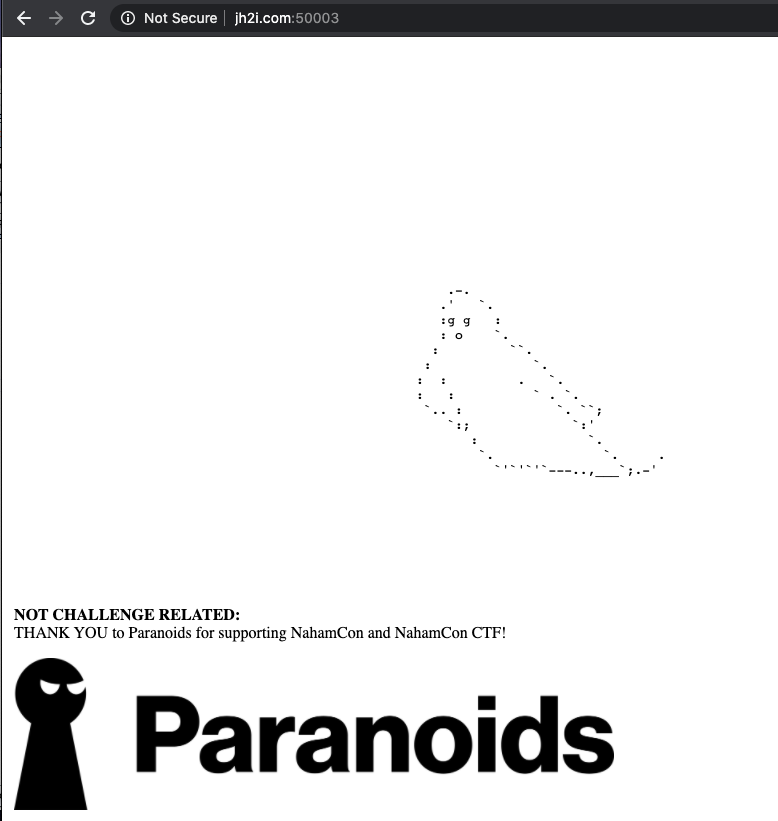 Not Secure jh2i.com:50003
.-.
.'   `.
:g g   :
: o    `.
:         ``.
:             `.
:  :         .   `.
:   :          ` . `.
`.. :            `. ``;
`:;             `:'
:              `.
`.              `.     .
`'`'`'`---..,___`;.-'
NOT CHALLENGE RELATED:
THANK YOU to Paranoids for supporting NahamCon and NahamCon CTF!
Paranoids